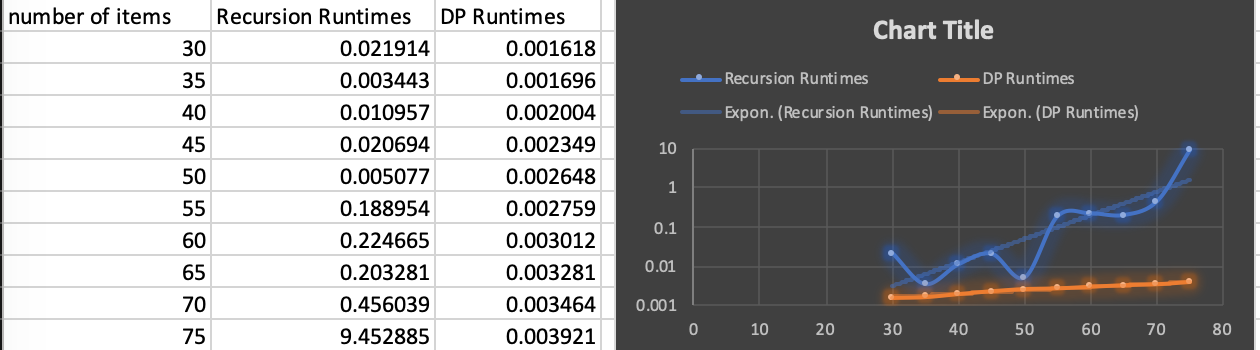 number of items Recursion Runtimes DP Runtimes
30 0.021914 0.001618
35 0.003443 0.001696
40 0.010957 0.002004
45 0.020694 0.002349
50 0.005077 0.002648
55 0.188954 0.002759
60 0.224665 0.003012
65 0.203281 0.003281
70 0.456039 0.003464
75 9.452885 0.003921
Chart Title
Recursion Runtimes DP Runtimes
Expon. (Recursion Runtimes) Expon. (DP Runtimes)
10
1
0.1
0.01
0.001
0 10 20 30 40 50 60 70 80